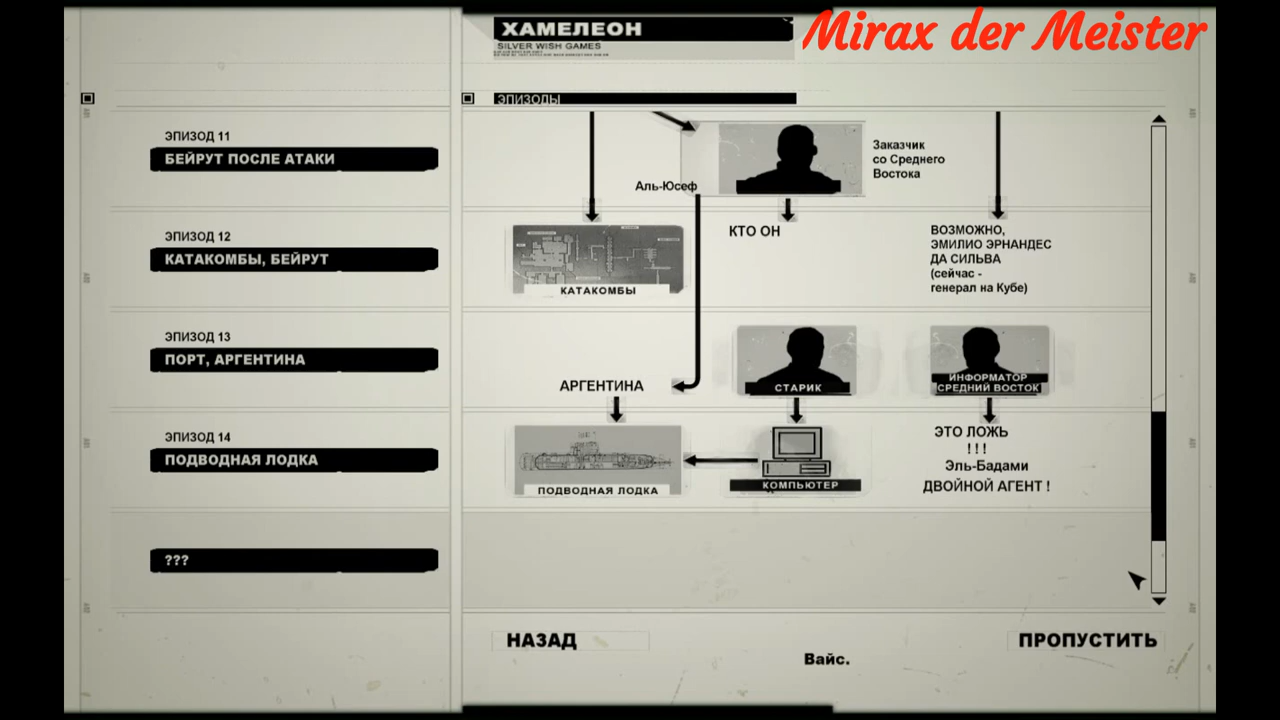 ХАМЕЛЕОН
Mirax der Meister
SILVER WISH GAMES
ЭПИЗОДЫ
ЭПИЗОД 11
БЕЙРУТ ПОСЛЕ АТАКИ
Заказчик
со Среднего
Востока
Аль-Юсеф
ЭПИЗОД 12
КАТАКОМБЫ, БЕЙРУТ
КАТАКОМБЫ
КТО ОН
ВОЗМОЖНО,
ЭМИЛИО ЭРНАНДЕС
ДА СИЛЬВА
(сейчас -
генерал на Кубе)
ЭПИЗОД 13
ПОРТ, АРГЕНТИНА
АРГЕНТИНА
СТАРИК
ИНФОРМАТОР
СРЕДНИЙ ВОСТОК
ЭПИЗОД 14
ПОДВОДНАЯ ЛОДКА
ПОДВОДНАЯ ЛОДКА
КОМПЬЮТЕР
ЭТО ЛОЖЬ
! ! !
Эль-Бадами
ДВОЙНОЙ АГЕНТ !
???
НАЗАД
ПРОПУСТИТЬ
Вайс.